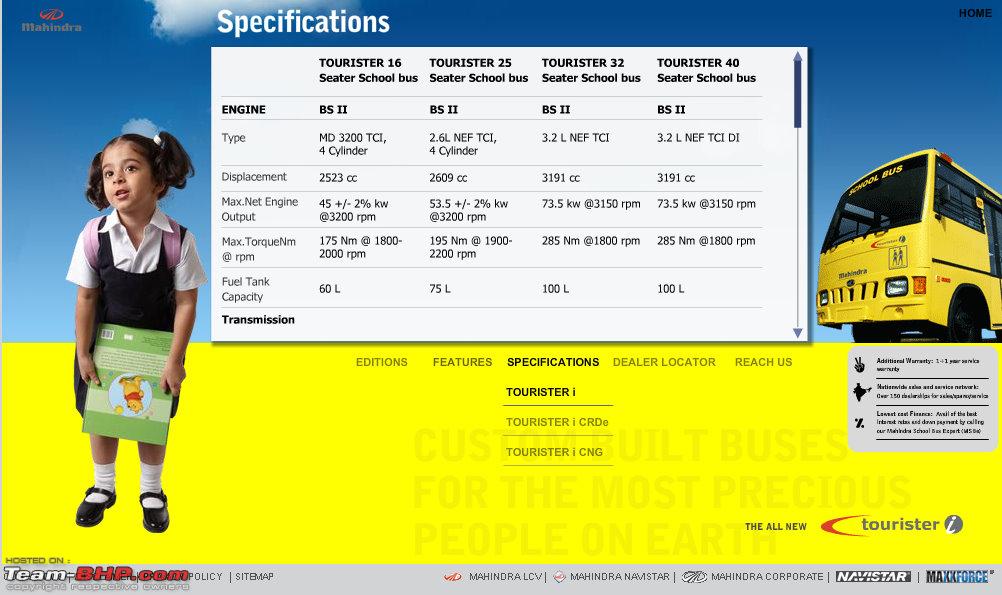 Mahindra
Specifications
HOME
TOURISTER 16 TOURISTER 25 TOURISTER 32 TOURISTER 40
Seater School bus Seater School bus Seater School bus Seater School bus
ENGINE BS II BS II BS II BS II
Type MD 3200 TCI, 2.6L NEF TCI, 3.2 L NEF TCI 3.2 L NEF TCI DI
4 Cylinder 4 Cylinder
Displacement 2523 cc 2609 cc 3191 cc 3191 cc
Max.Net Engine 45 +/- 2% kw 53.5 +/- 2% kw 73.5 kw @3150 rpm 73.5 kw @3150 rpm
Output @3200 rpm @3200 rpm
Max.TorqueNm 175 Nm @ 1800- 195 Nm @ 1900- 285 Nm @1800 rpm 285 Nm @1800 rpm
@ rpm 2000 rpm 2200 rpm
Fuel Tank
Capacity 60 L 75 L 100 L 100 L
Transmission
SCHOOL BUS
tourister i
Mahindra
EDITIONS FEATURES SPECIFICATIONS DEALER LOCATOR REACH US
TOURISTER i
TOURISTER i CRDe
TOURISTER i CNG
Additional Warranty: 1+1 year service
warranty
Nationwide sales and service network:
Over 150 dealerships for sales/spares/service
Lowest cost Finance: Avail of the best
interest rates and down payment by calling
our Mahindra School Bus Expert (MSBe)
CUSTOM BUILT BUSES
FOR THE MOST PRECIOUS
PEOPLE ON EARTH
THE ALL NEW tourister i
HOSTED ON :
Team-BHP.com
copyright respective owners
POLICY | SITEMAP
MAHINDRA LCV | MAHINDRA NAVISTAR | MAHINDRA CORPORATE | NAVISTAR | MAXXFORCE